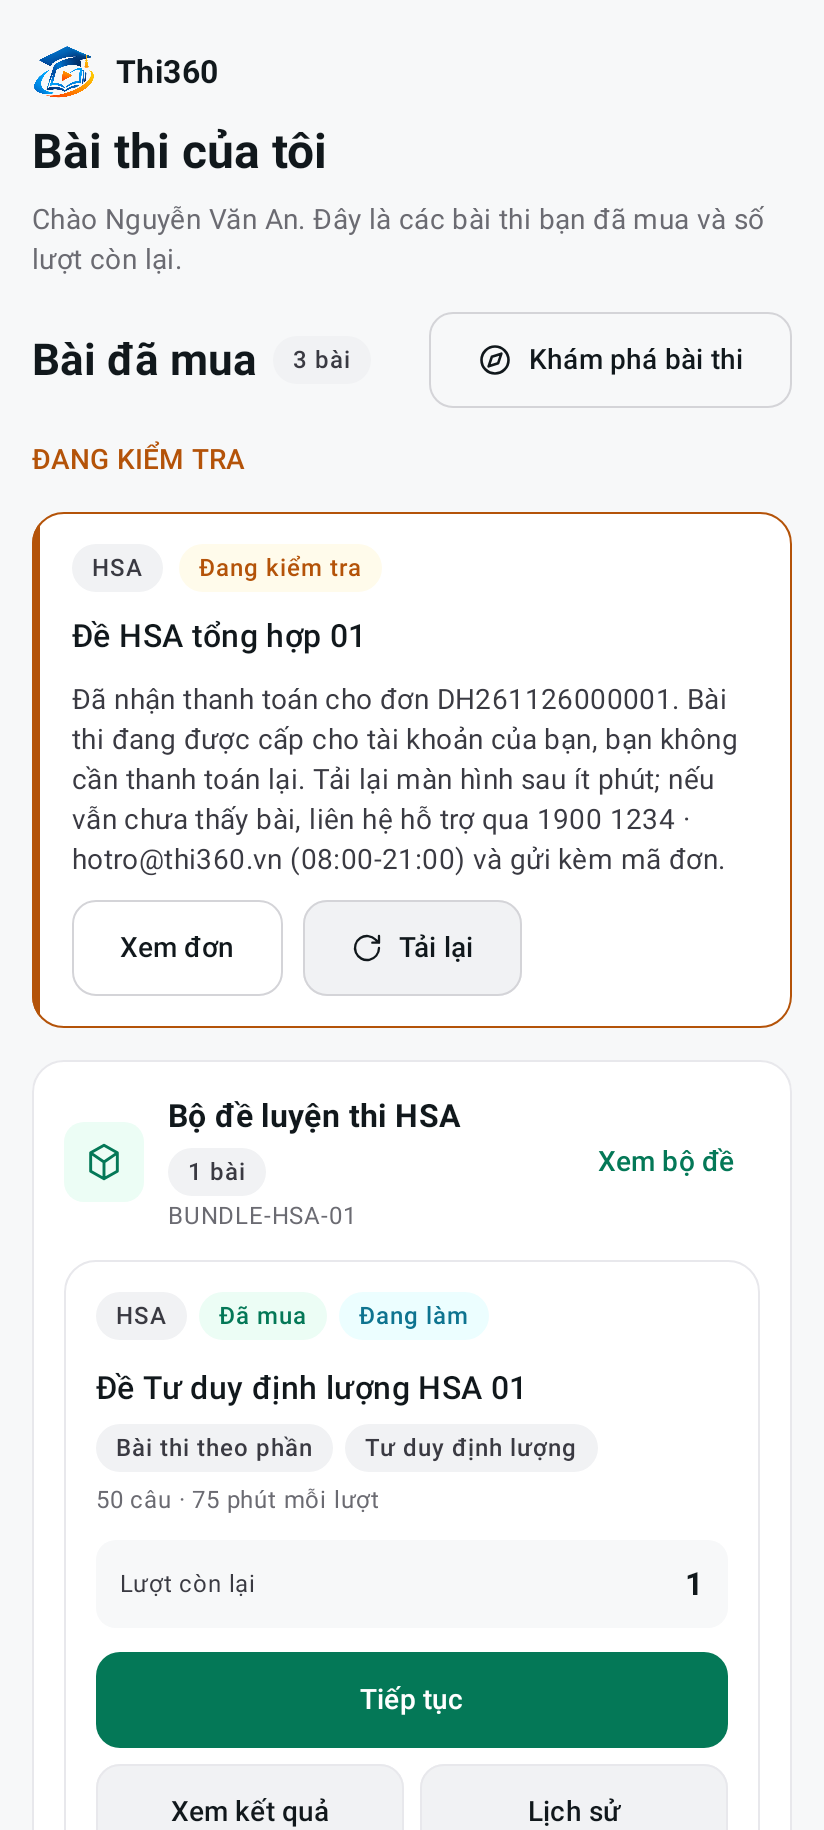 Thi360
Bài thi của tôi
Chào Nguyễn Văn An. Đây là các bài thi bạn đã mua và số
lượt còn lại.
Bài đã mua
3 bài
Khám phá bài thi
ĐANG KIỂM TRA
HSA
Đang kiểm tra
Đề HSA tổng hợp 01
Đã nhận thanh toán cho đơn DH261126000001. Bài
thi đang được cấp cho tài khoản của bạn, bạn không
cần thanh toán lại. Tải lại màn hình sau ít phút; nếu
vẫn chưa thấy bài, liên hệ hỗ trợ qua 1900 1234 ·
hotro@thi360.vn (08:00-21:00) và gửi kèm mã đơn.
Xem đơn
Tải lại
Bộ đề luyện thi HSA
1 bài
BUNDLE-HSA-01
Xem bộ đề
HSA
Đã mua
Đang làm
Đề Tư duy định lượng HSA 01
Bài thi theo phần
Tư duy định lượng
50 câu · 75 phút mỗi lượt
Lượt còn lại
1
Tiếp tục
Xem kết quả
Lịch sử